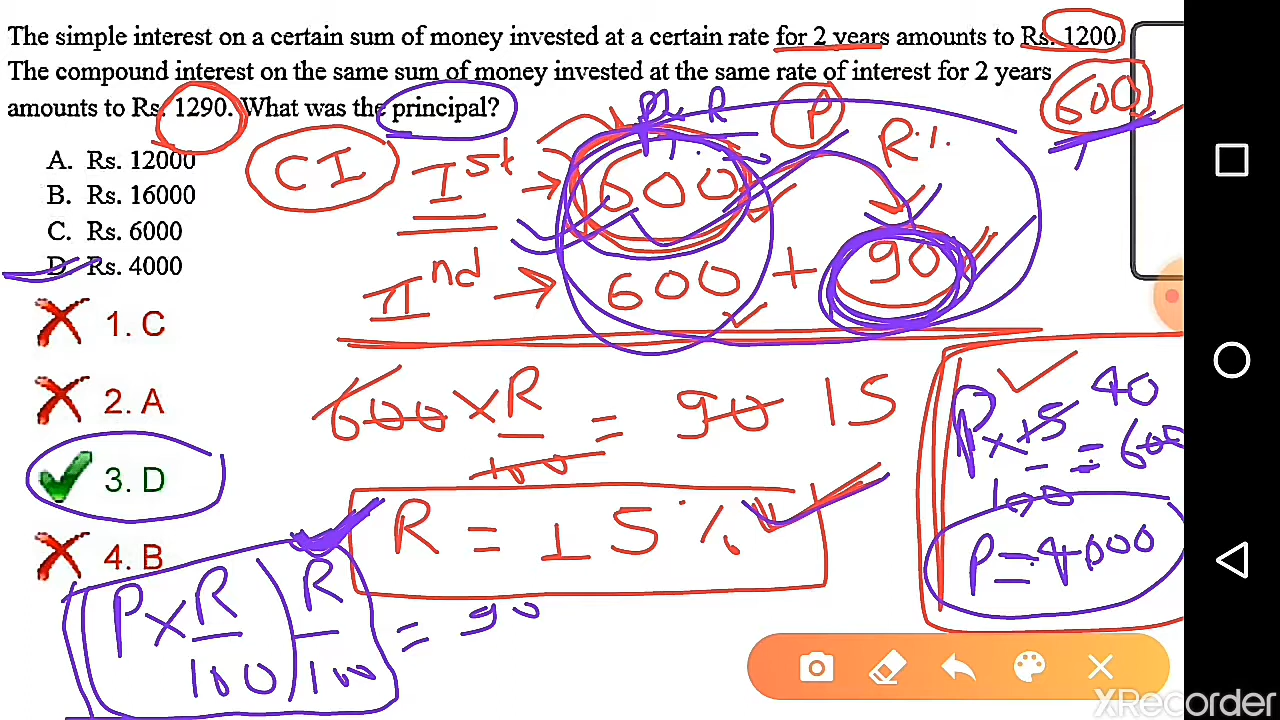 The simple interest on a certain sum of money invested at a certain rate for 2 years amounts to Rs. 1200.
The compound interest on the same sum of money invested at the same rate of interest for 2 years
amounts to Rs. 1290. What was the principal?
600
P
R
P
R%
A. Rs. 12000
B. Rs. 16000
C. Rs. 6000
D. Rs. 4000
CI
Ist → 600
IInd → 600 + 90
1. C
2. A
3. D
4. B
600 × R/100 = 90 15
R = 15%
P × 15/100 = 600 40
P = 4000
P × R/100 | R/100 = 90
XRecorder